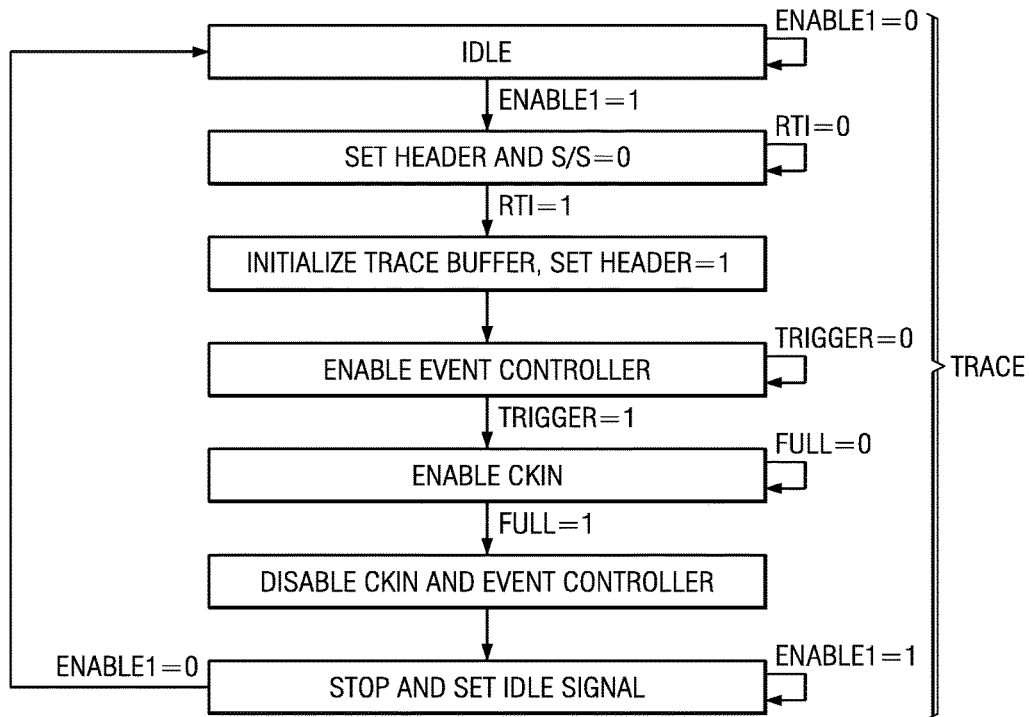 ENABLE1=0
IDLE
ENABLE1=1
RTI=0
SET HEADER AND S/S=0
RTI=1
INITIALIZE TRACE BUFFER, SET HEADER=1
TRIGGER=0
ENABLE EVENT CONTROLLER
TRACE
TRIGGER=1
FULL=0
ENABLE CKIN
FULL=1
DISABLE CKIN AND EVENT CONTROLLER
ENABLE1=0
ENABLE1=1
STOP AND SET IDLE SIGNAL